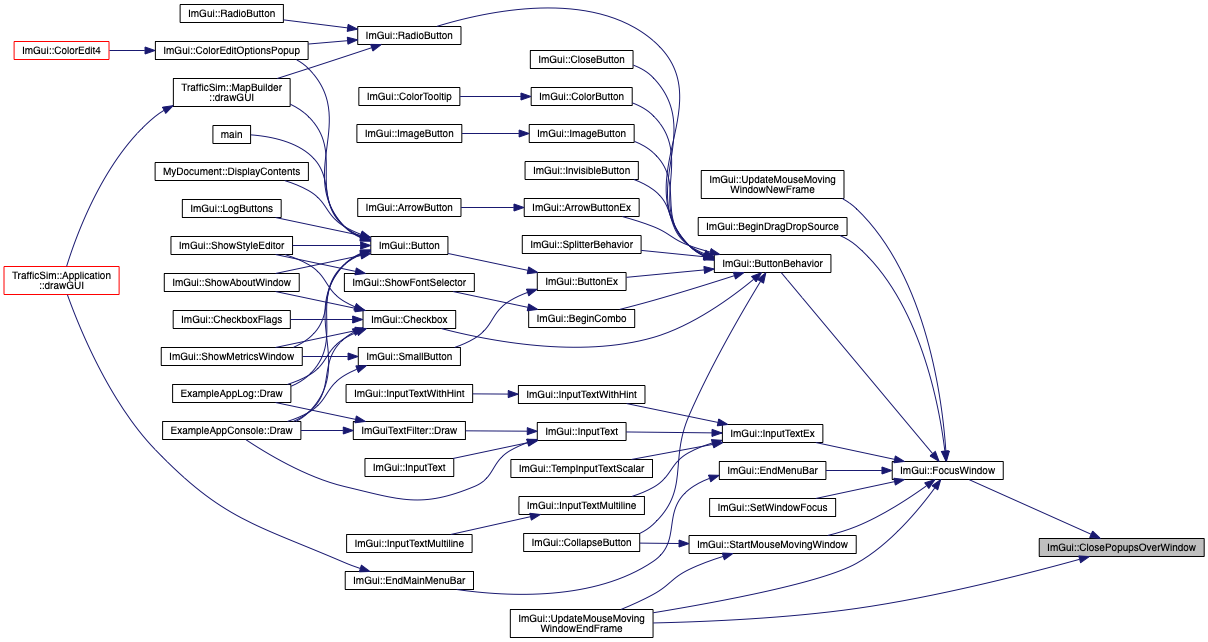 ImGui::RadioButton
ImGui::ColorEdit4
ImGui::ColorEditOptionsPopup
ImGui::RadioButton
TrafficSim::MapBuilder
::drawGUI
main
MyDocument::DisplayContents
ImGui::LogButtons
ImGui::ShowStyleEditor
TrafficSim::Application
::drawGUI
ImGui::ShowAboutWindow
ImGui::CheckboxFlags
ImGui::ShowMetricsWindow
ExampleAppLog::Draw
ExampleAppConsole::Draw
ImGui::ColorTooltip
ImGui::ImageButton
ImGui::ArrowButton
ImGui::Button
ImGui::ShowFontSelector
ImGui::Checkbox
ImGui::SmallButton
ImGui::InputTextWithHint
ImGuiTextFilter::Draw
ImGui::InputText
ImGui::InputTextMultiline
ImGui::EndMainMenuBar
ImGui::CloseButton
ImGui::ColorButton
ImGui::ImageButton
ImGui::InvisibleButton
ImGui::ArrowButtonEx
ImGui::SplitterBehavior
ImGui::ButtonEx
ImGui::BeginCombo
ImGui::InputTextWithHint
ImGui::InputText
ImGui::TempInputTextScalar
ImGui::InputTextMultiline
ImGui::CollapseButton
ImGui::UpdateMouseMoving
WindowEndFrame
ImGui::UpdateMouseMoving
WindowNewFrame
ImGui::BeginDragDropSource
ImGui::ButtonBehavior
ImGui::InputTextEx
ImGui::EndMenuBar
ImGui::SetWindowFocus
ImGui::StartMouseMovingWindow
ImGui::FocusWindow
ImGui::ClosePopupsOverWindow